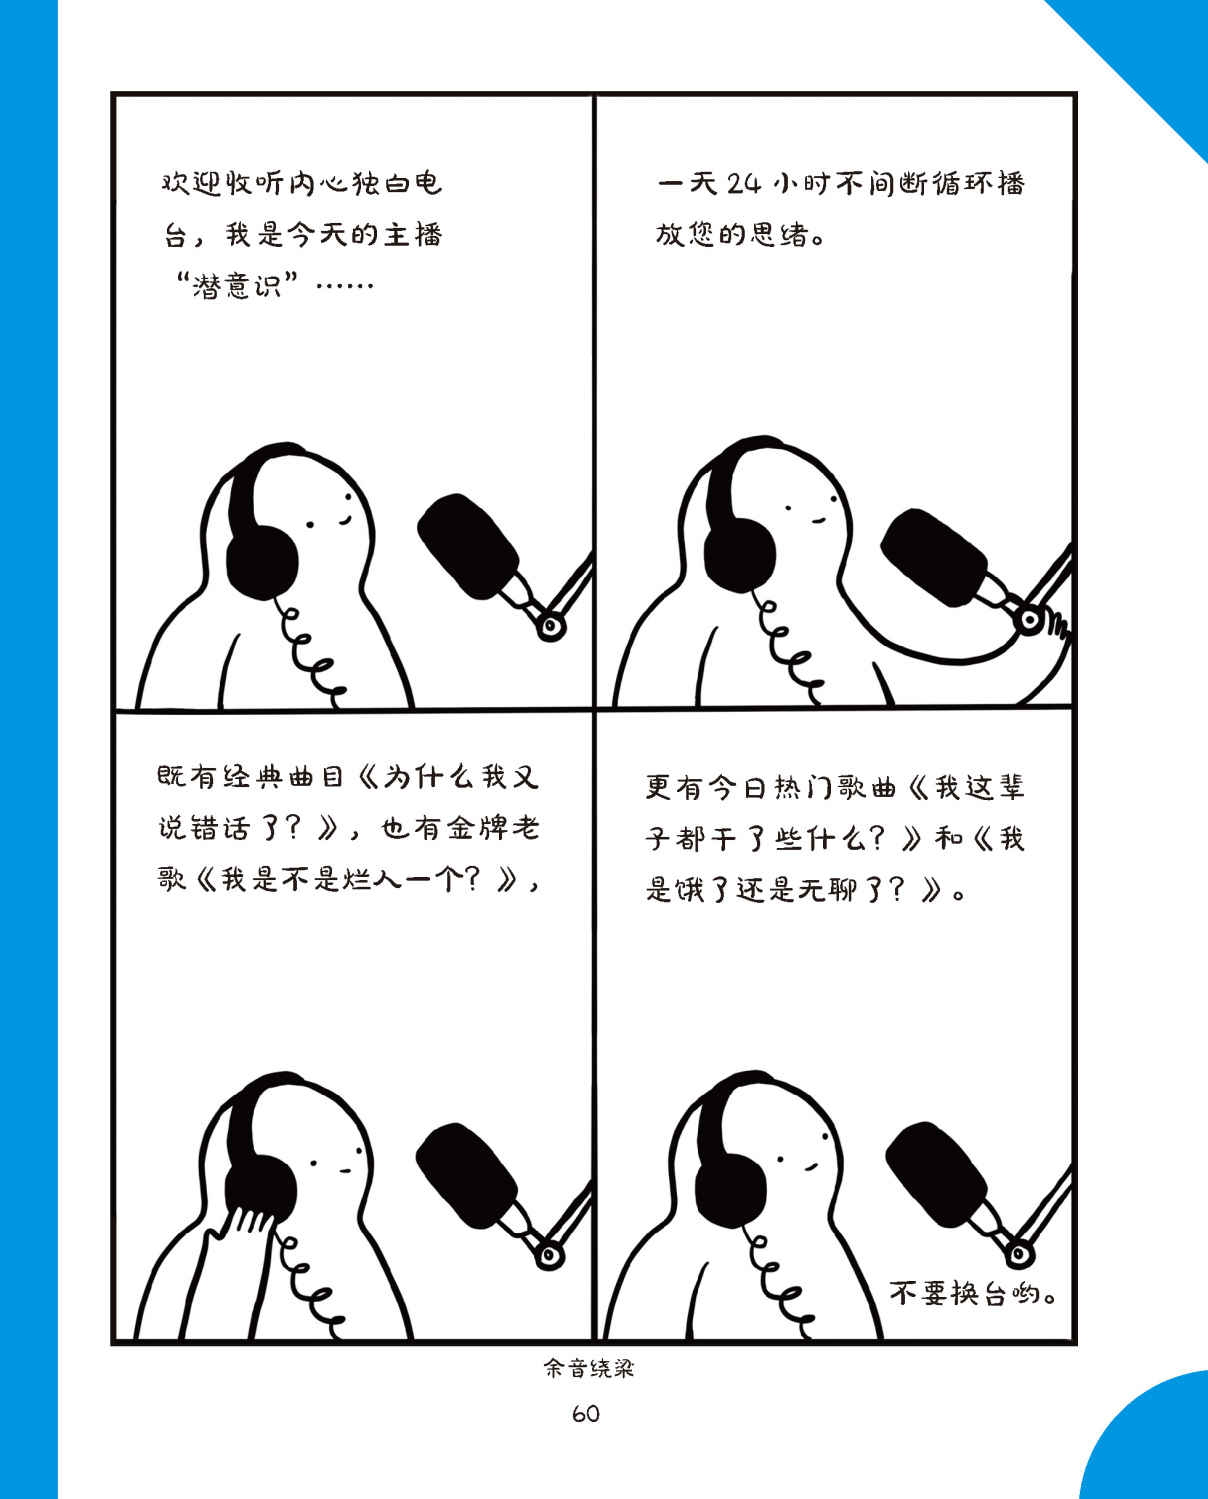 欢迎收听内心独白电
台，我是今天的主播
“潜意识”……
一天 24 小时不间断循环播
放您的思绪。
既有经典曲目《为什么我又
说错话了？》，也有金牌老
歌《我是不是烂人一个？》，
更有今日热门歌曲《我这辈
子都干了些什么？》和《我
是饿了还是无聊了？》。
不要换台哟。
余音绕梁
60